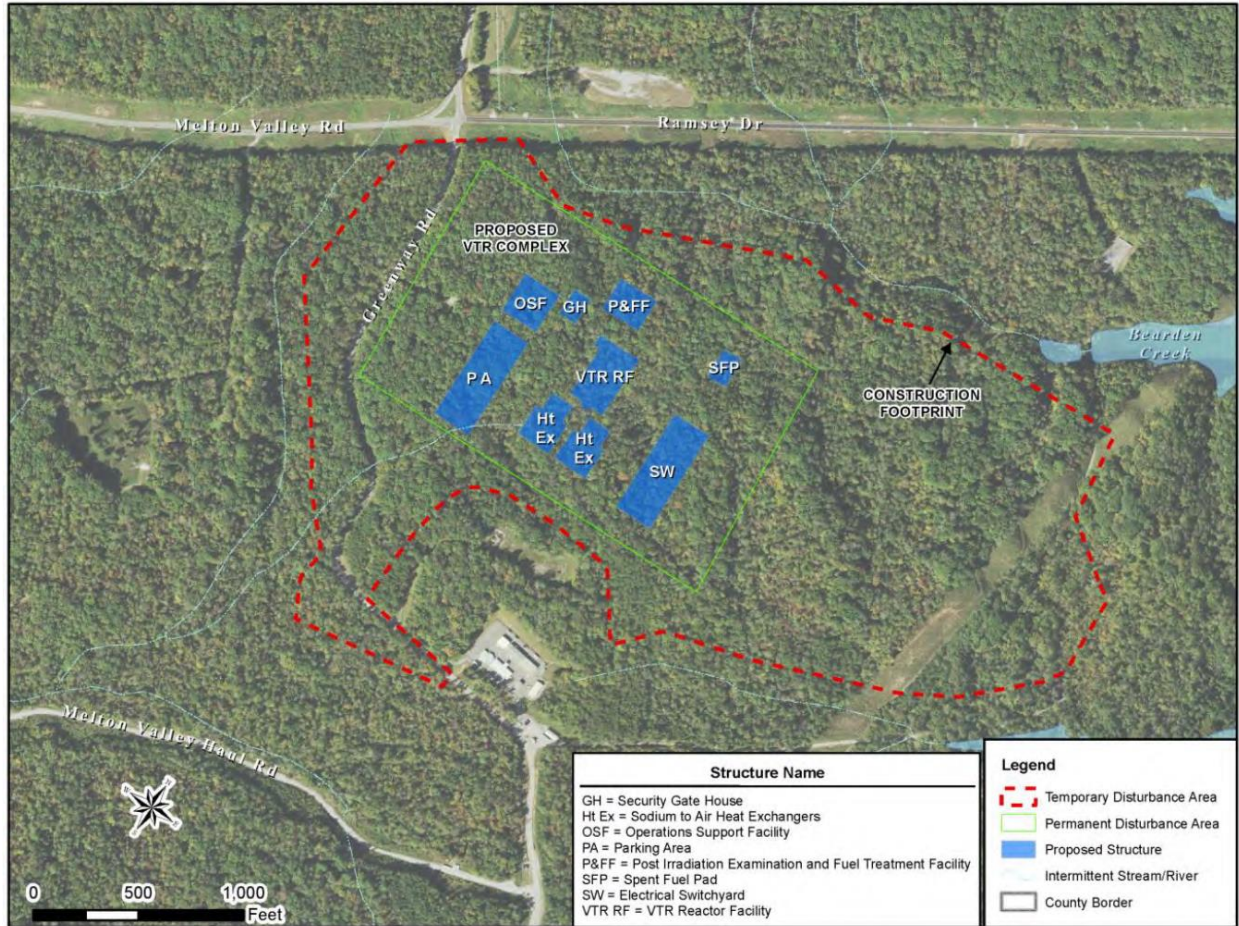 Melton Valley Rd
Ramsey Dr
Greenway Rd
PROPOSED
VTR COMPLEX
OSF
GH
P&FF
PA
VTR RF
SFP
Ht
Ex
Ht
Ex
SW
Bearden
Creek
CONSTRUCTION
FOOTPRINT
Melton Valley Haul Rd
0 500 1,000
Feet
Structure Name
GH = Security Gate House
Ht Ex = Sodium to Air Heat Exchangers
OSF = Operations Support Facility
PA = Parking Area
P&FF = Post Irradiation Examination and Fuel Treatment Facility
SFP = Spent Fuel Pad
SW = Electrical Switchyard
VTR RF = VTR Reactor Facility
Legend
Temporary Disturbance Area
Permanent Disturbance Area
Proposed Structure
Intermittent Stream/River
County Border